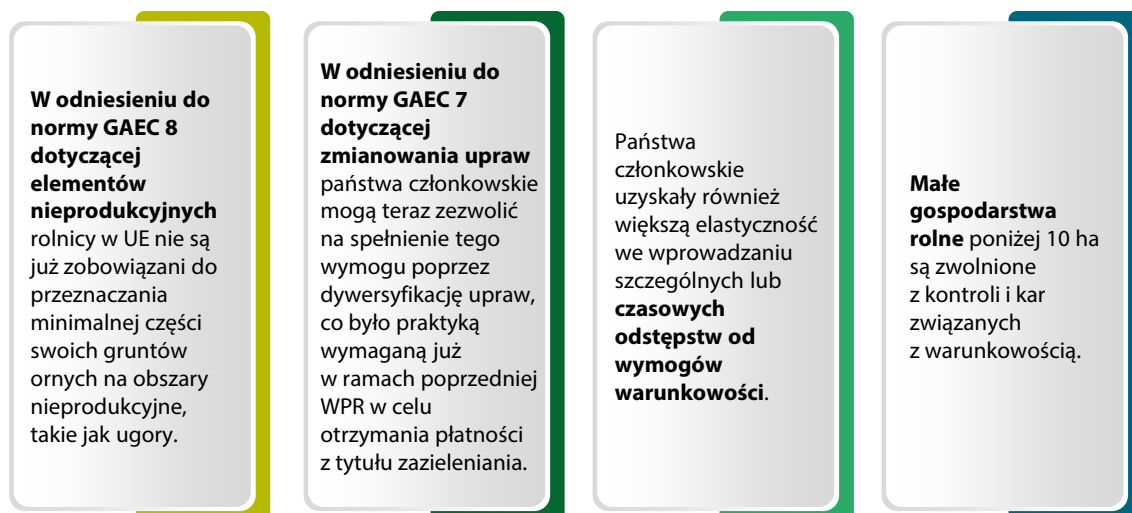 W odniesieniu do
normy GAEC 8
dotyczącej
elementów
nieprodukcyjnych
rolnicy w UE nie są
już zobowiązani do
przeznaczania
minimalnej części
swoich gruntów
ornych na obszary
nieprodukcyjne,
takie jak ugory.
W odniesieniu do
normy GAEC 7
dotyczącej
zmianowania upraw
państwa członkowskie
mogą teraz zezwolić
na spełnienie tego
wymogu poprzez
dywersyfikację upraw,
co było praktyką
wymaganą już
w ramach poprzedniej
WPR w celu
otrzymania płatności
z tytułu zazieleniania.
Państwa
członkowskie
uzyskały również
większą elastyczność
we wprowadzaniu
szczególnych lub
czasowych
odstępstw od
wymogów
warunkowości.
Małe
gospodarstwa
rolne poniżej 10 ha
są zwolnione
z kontroli i kar
związanych
z warunkowością.